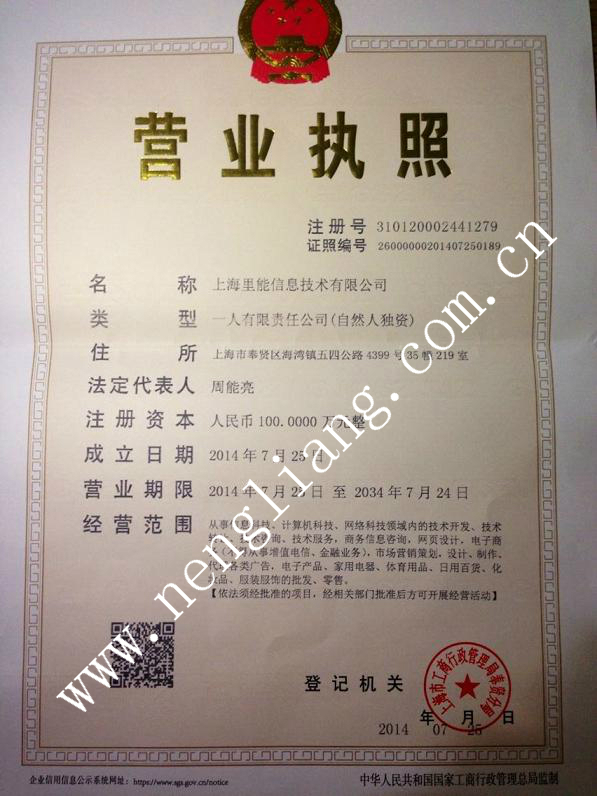 营业执照
注册号 310120002441279
证照编号 26000000201407250189
名称 上海里能信息技术有限公司
类型 一人有限责任公司(自然人独资)
住所 上海市奉贤区海湾镇五四公路4399号35幢219室
法定代表人 周能亮
注册资本 人民币100.0000万元整
成立日期 2014年7月25日
营业期限 2014年7月25日 至 2034年7月24日
经营范围 从事信息科技、计算机科技、网络科技领域内的技术开发、技术
转让、技术咨询、技术服务，商务信息咨询，网页设计，电子商
务（不得从事增值电信、金融业务），市场营销策划，设计、制作、
代理各类广告，电子产品、家用电器、体育用品、日用百货、化
妆品、服装服饰的批发、零售。
【依法须经批准的项目，经相关部门批准后方可开展经营活动】
www.nengliang.com.cn
登记机关
上海市工商行政管理局奉贤分局
年 月 日
2014 07 25
企业信用信息公示系统网址：https://www.sgs.gov.cn/notice
中华人民共和国国家工商行政管理总局监制